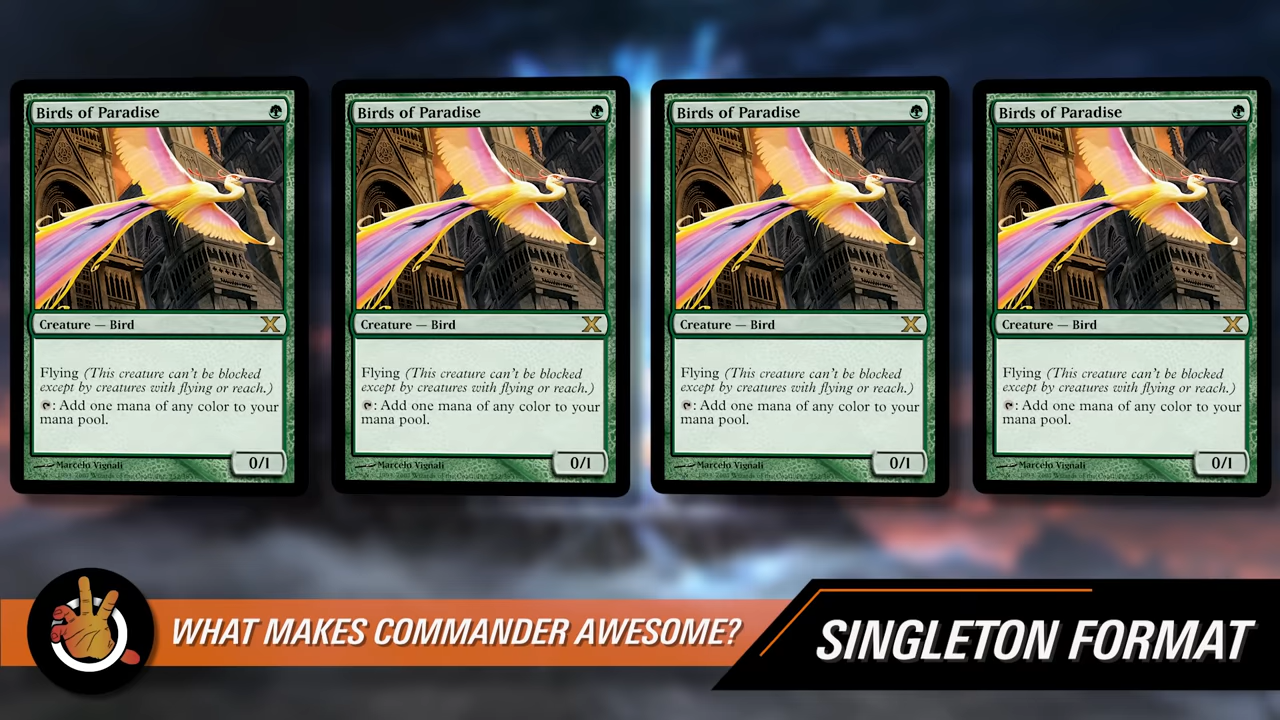 Birds of Paradise
Creature — Bird
Flying (This creature can't be blocked
except by creatures with flying or reach.)
: Add one mana of any color to your
mana pool.
Marcelo Vignali
0/1
Birds of Paradise
Creature — Bird
Flying (This creature can't be blocked
except by creatures with flying or reach.)
: Add one mana of any color to your
mana pool.
Marcelo Vignali
0/1
Birds of Paradise
Creature — Bird
Flying (This creature can't be blocked
except by creatures with flying or reach.)
: Add one mana of any color to your
mana pool.
Marcelo Vignali
0/1
Birds of Paradise
Creature — Bird
Flying (This creature can't be blocked
except by creatures with flying or reach.)
: Add one mana of any color to your
mana pool.
Marcelo Vignali
0/1
WHAT MAKES COMMANDER AWESOME?
SINGLETON FORMAT